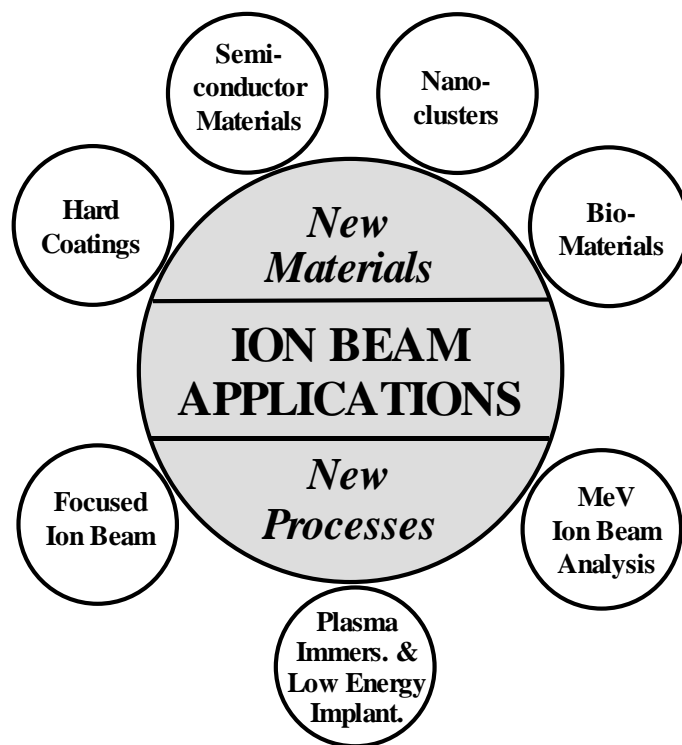 Semi-
conductor
Materials
Nano-
clusters
Hard
Coatings
Bio-
Materials
New
Materials
ION BEAM
APPLICATIONS
New
Processes
Focused
Ion Beam
MeV
Ion Beam
Analysis
Plasma
Immers. &
Low Energy
Implant.